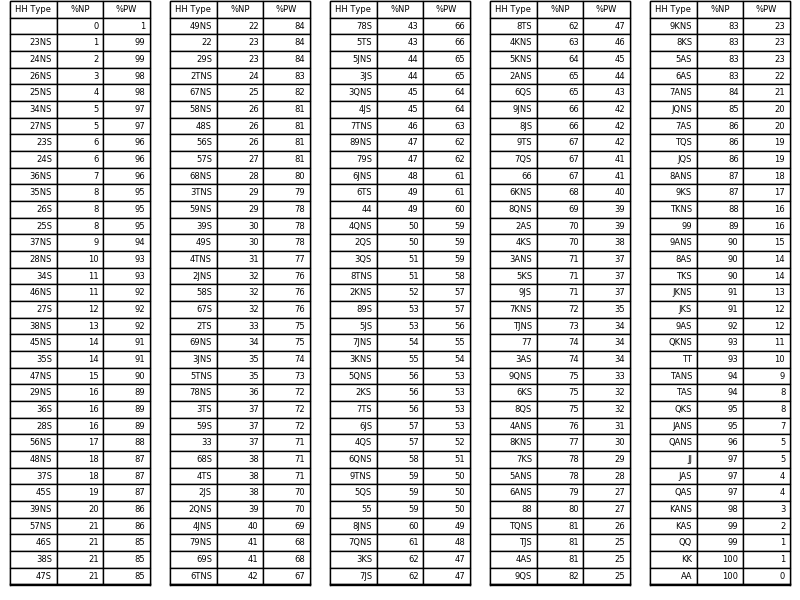 HH Type %NP %PW
0 1
23NS 1 99
24NS 2 99
26NS 3 98
25NS 4 98
34NS 5 97
27NS 5 97
23S 6 96
24S 6 96
36NS 7 96
35NS 8 95
26S 8 95
25S 8 95
37NS 9 94
28NS 10 93
34S 11 93
46NS 11 92
27S 12 92
38NS 13 92
45NS 14 91
35S 14 91
47NS 15 90
29NS 16 89
36S 16 89
28S 16 89
56NS 17 88
48NS 18 87
37S 18 87
45S 19 87
39NS 20 86
57NS 21 86
46S 21 85
38S 21 85
47S 21 85
HH Type %NP %PW
49NS 22 84
22 23 84
29S 23 84
2TNS 24 83
67NS 25 82
58NS 26 81
48S 26 81
56S 26 81
57S 27 81
68NS 28 80
3TNS 29 79
59NS 29 78
39S 30 78
49S 30 78
4TNS 31 77
2JNS 32 76
58S 32 76
67S 32 76
2TS 33 75
69NS 34 75
3JNS 35 74
5TNS 35 73
78NS 36 72
3TS 37 72
59S 37 72
33 37 71
68S 38 71
4TS 38 71
2JS 38 70
2QNS 39 70
4JNS 40 69
79NS 41 68
69S 41 68
6TNS 42 67
HH Type %NP %PW
78S 43 66
5TS 43 66
5JNS 44 65
3JS 44 65
3QNS 45 64
4JS 45 64
7TNS 46 63
89NS 47 62
79S 47 62
6JNS 48 61
6TS 49 61
44 49 60
4QNS 50 59
2QS 50 59
3QS 51 59
8TNS 51 58
2KNS 52 57
89S 53 57
5JS 53 56
7JNS 54 55
3KNS 55 54
5QNS 56 53
2KS 56 53
7TS 56 53
6JS 57 53
4QS 57 52
6QNS 58 51
9TNS 59 50
5QS 59 50
55 59 50
8JNS 60 49
7QNS 61 48
3KS 62 47
7JS 62 47
HH Type %NP %PW
8TS 62 47
4KNS 63 46
5KNS 64 45
2ANS 65 44
6QS 65 43
9JNS 66 42
8JS 66 42
9TS 67 42
7QS 67 41
66 67 41
6KNS 68 40
8QNS 69 39
2AS 70 39
4KS 70 38
3ANS 71 37
5KS 71 37
9JS 71 37
7KNS 72 35
TJNS 73 34
77 74 34
3AS 74 34
9QNS 75 33
6KS 75 32
8QS 75 32
4ANS 76 31
8KNS 77 30
7KS 78 29
5ANS 78 28
6ANS 79 27
88 80 27
TQNS 81 26
TJS 81 25
4AS 81 25
9QS 82 25
HH Type %NP %PW
9KNS 83 23
8KS 83 23
5AS 83 23
6AS 83 22
7ANS 84 21
JQNS 85 20
7AS 86 20
TQS 86 19
JQS 86 19
8ANS 87 18
9KS 87 17
TKNS 88 16
99 89 16
9ANS 90 15
8AS 90 14
TKS 90 14
JKNS 91 13
JKS 91 12
9AS 92 12
QKNS 93 11
TT 93 10
TANS 94 9
TAS 94 8
QKS 95 8
JANS 95 7
QANS 96 5
JJ 97 5
JAS 97 4
QAS 97 4
KANS 98 3
KAS 99 2
QQ 99 1
KK 100 1
AA 100 0